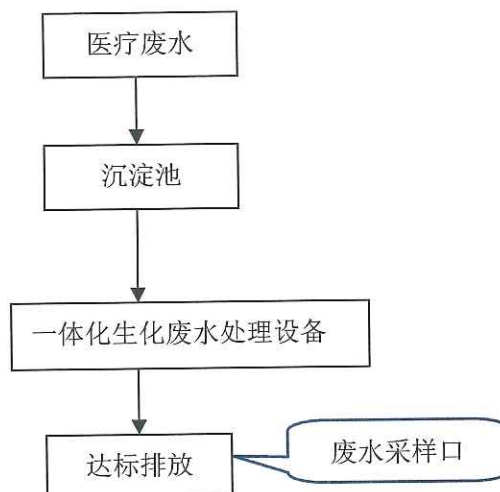 医疗废水
沉淀池
一体化生化废水处理设备
达标排放
废水采样口